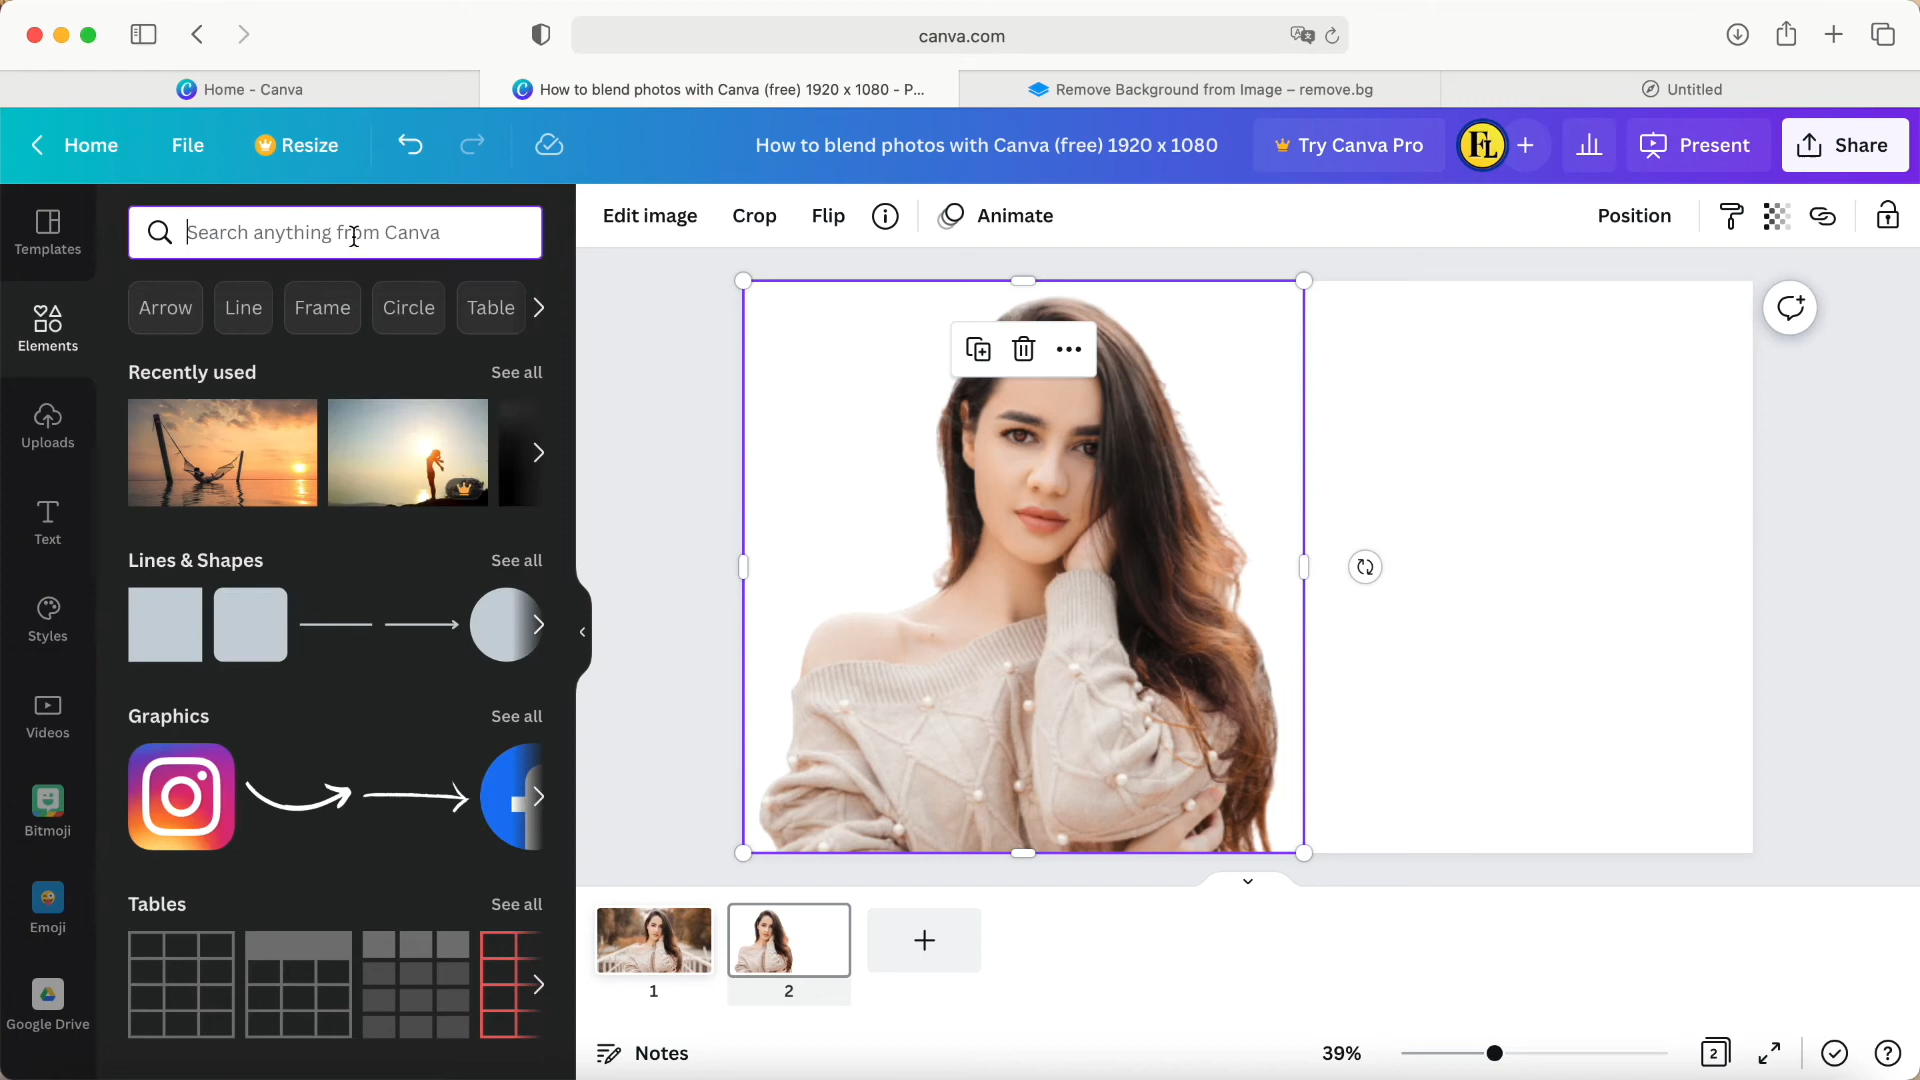 canva.com
Home - Canva
How to blend photos with Canva (free) 1920 x 1080 - P...
Remove Background from Image – remove.bg
Untitled
Home
File
Resize
How to blend photos with Canva (free) 1920 x 1080
Try Canva Pro
FL
Present
Share
Templates
Elements
Uploads
Text
Styles
Videos
Bitmoji
Emoji
Google Drive
Search anything from Canva
Arrow
Line
Frame
Circle
Table
Recently used
See all
Lines & Shapes
See all
Graphics
See all
Tables
See all
Edit image
Crop
Flip
Animate
Position
1
2
Notes
39%
2